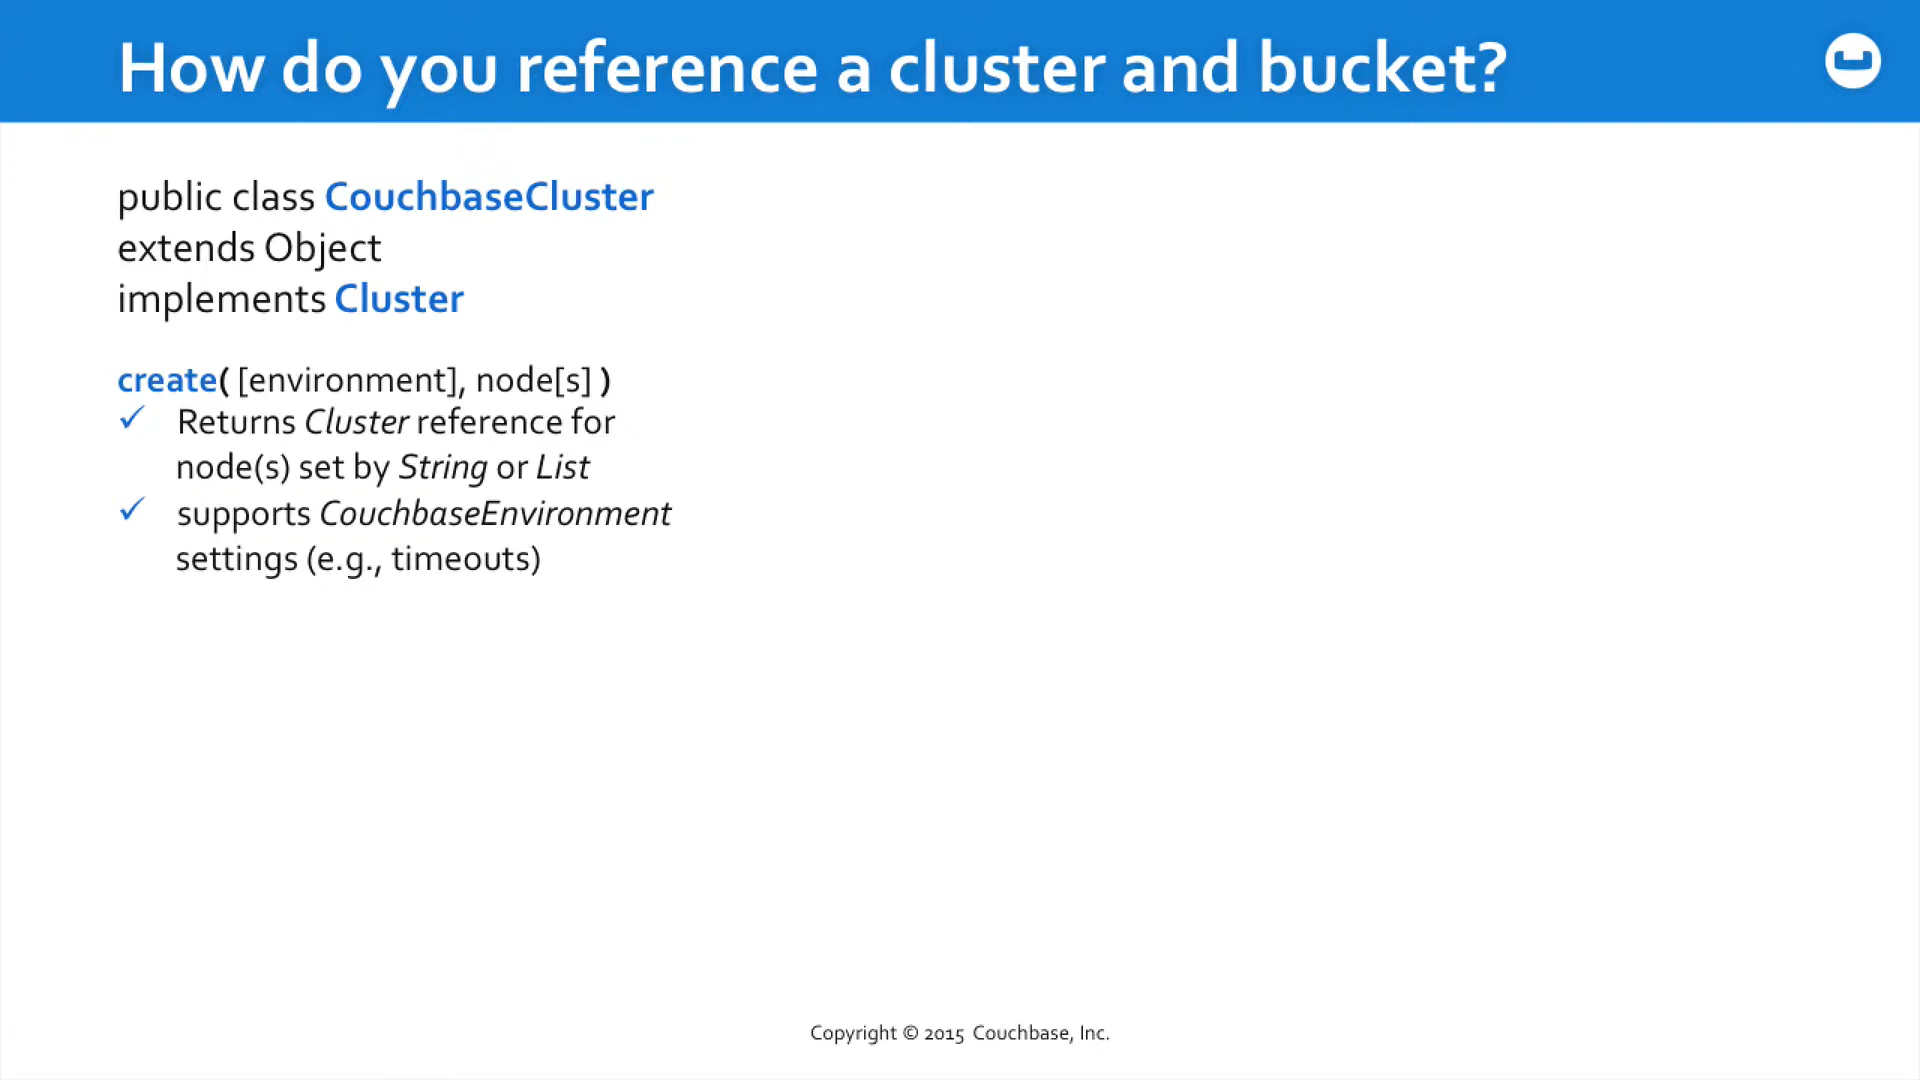 How do you reference a cluster and bucket?
public class CouchbaseCluster
extends Object
implements Cluster
create( [environment], node[s] )
✓ Returns Cluster reference for
node(s) set by String or List
✓ supports CouchbaseEnvironment
settings (e.g., timeouts)
Copyright © 2015 Couchbase, Inc.